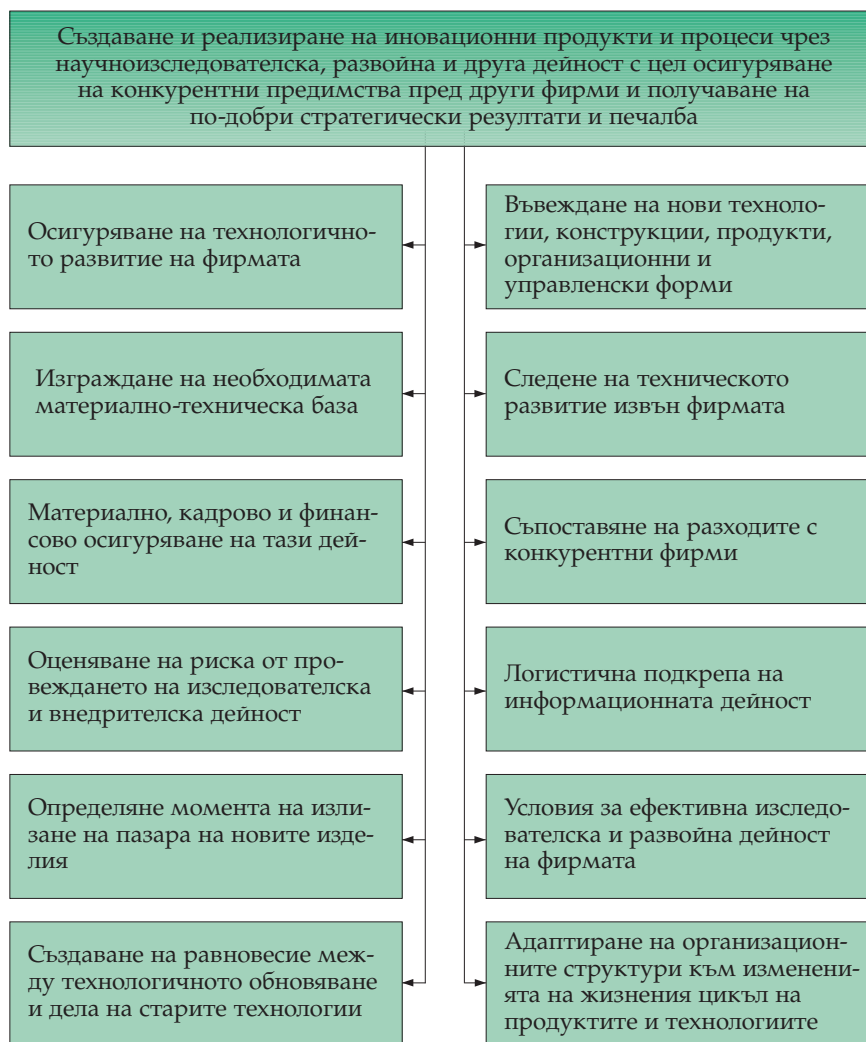 Създаване и реализиране на иновационни продукти и процеси чрез
научноизследователска, развойна и друга дейност с цел осигуряване
на конкурентни предимства пред други фирми и получаване на
по-добри стратегически резултати и печалба
Осигуряване на технологично-
то развитие на фирмата
Въвеждане на нови техноло-
гии, конструкции, продукти,
организационни и
управленски форми
Изграждане на необходимата
материално-техническа база
Следене на техническото
развитие извън фирмата
Материално, кадрово и финан-
сово осигуряване на тази дей-
ност
Съпоставяне на разходите с
конкурентни фирми
Оценяване на риска от про-
веждането на изследователска
и внедрителска дейност
Логистична подкрепа на
информационната дейност
Определяне момента на изли-
зане на пазара на новите изде-
лия
Условия за ефективна изследо-
вателска и развойна дейност
на фирмата
Създаване на равновесие меж-
ду технологичното обновяване
и дела на старите технологии
Адаптиране на организацион-
ните структури към изменени-
ята на жизнения цикъл на
продуктите и технологиите